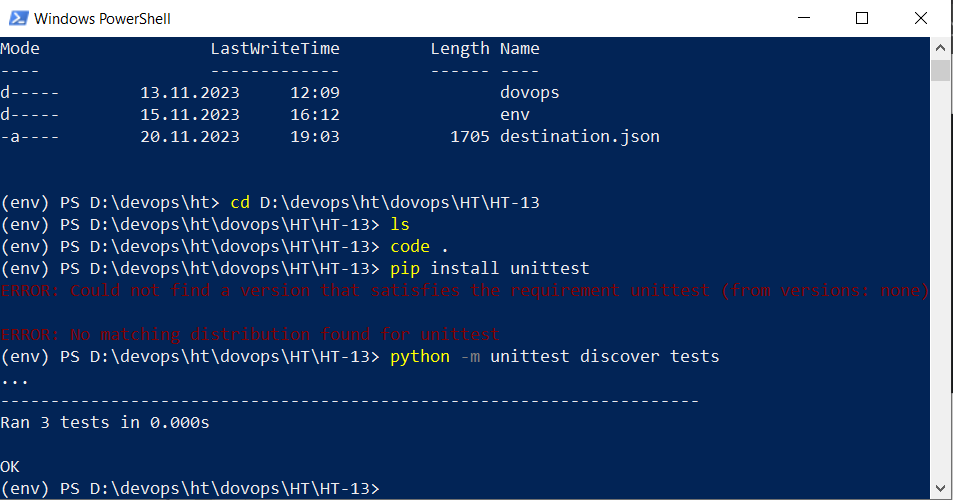 Windows PowerShell
Mode LastWriteTime Length Name
---- ------------- ------ ----
d----- 13.11.2023 12:09 dovops
d----- 15.11.2023 16:12 env
-a---- 20.11.2023 19:03 1705 destination.json
(env) PS D:\devops\ht> cd D:\devops\ht\dovops\HT\HT-13
(env) PS D:\devops\ht\dovops\HT\HT-13> ls
(env) PS D:\devops\ht\dovops\HT\HT-13> code .
(env) PS D:\devops\ht\dovops\HT\HT-13> pip install unittest
ERROR: Could not find a version that satisfies the requirement unittest (from versions: none)
ERROR: No matching distribution found for unittest
(env) PS D:\devops\ht\dovops\HT\HT-13> python -m unittest discover tests
...
----------------------------------------------------------------------
Ran 3 tests in 0.000s
OK
(env) PS D:\devops\ht\dovops\HT\HT-13>